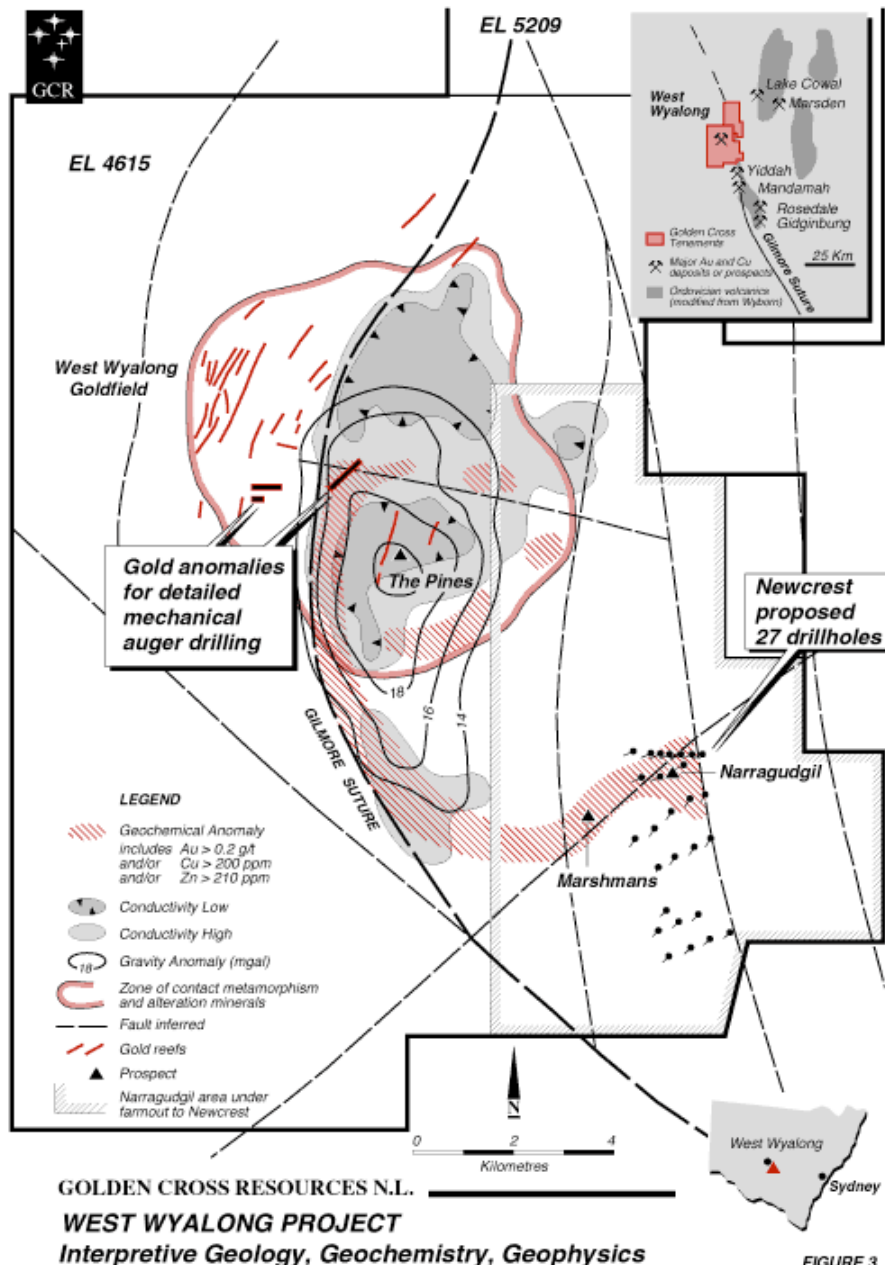 GCR
EL 5209
EL 4615
West
Wyalong
Lake Cowal
Marsden
Yiddah
Mandamah
Rosedale
Gidginbung
Gilmore Suture
Golden Cross
Tenements
Major Au and Cu
deposits or prospects
Ordovician volcanics
(modified from Wyborn)
25 Km
West Wyalong
Goldfield
Gold anomalies
for detailed
mechanical
auger drilling
The Pines
Newcrest
proposed
27 drillholes
18
16
14
GILMORE SUTURE
Narragudgil
Marshmans
LEGEND
Geochemical Anomaly
includes Au > 0.2 g/t
and/or Cu > 200 ppm
and/or Zn > 210 ppm
Conductivity Low
Conductivity High
18
Gravity Anomaly (mgal)
Zone of contact metamorphism
and alteration minerals
Fault inferred
Gold reefs
Prospect
Narragudgil area under
farmout to Newcrest
N
0 2 4
Kilometres
West Wyalong
Sydney
GOLDEN CROSS RESOURCES N.L.
WEST WYALONG PROJECT
Interpretive Geology, Geochemistry, Geophysics
FIGURE 3